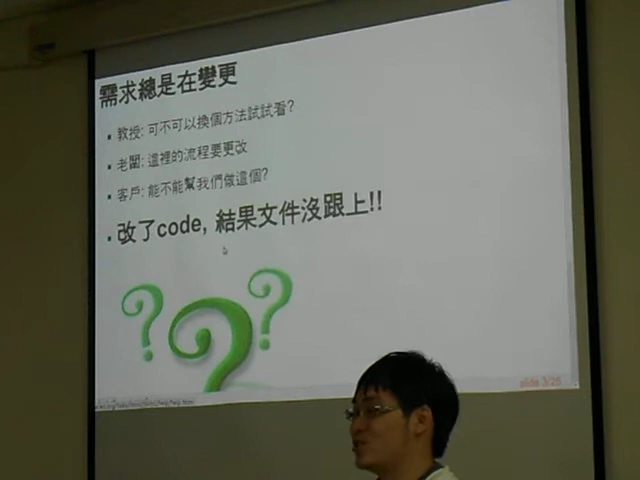 需求總是在變更
教授: 可不可以換個方法試試看?
老闆: 這裡的流程要更改
客戶: 能不能幫我們做這個?
改了code, 結果文件沒跟上!!
slide 3/25